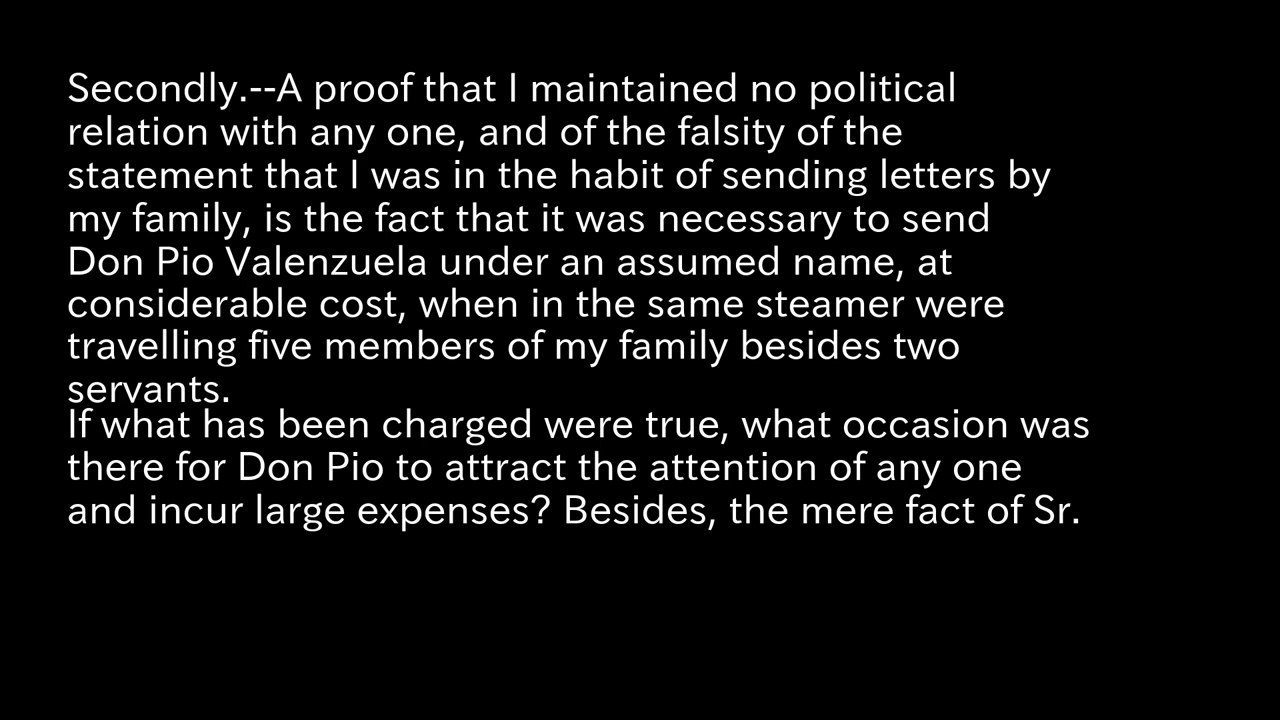 Secondly.--A proof that I maintained no political
relation with any one, and of the falsity of the
statement that I was in the habit of sending letters by
my family, is the fact that it was necessary to send
Don Pio Valenzuela under an assumed name, at
considerable cost, when in the same steamer were
travelling five members of my family besides two
servants.
If what has been charged were true, what occasion was
there for Don Pio to attract the attention of any one
and incur large expenses? Besides, the mere fact of Sr.